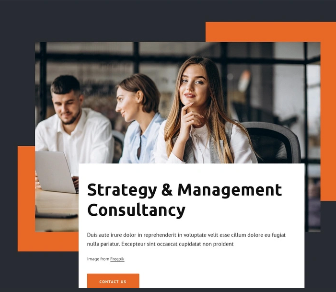 Strategy & Management
Consultancy
Duis aute irure dolor in reprehenderit in voluptate velit esse cillum dolore eu fugiat
nulla pariatur. Excepteur sint occaecat cupidatat non proident.
Image from Freepik
CONTACT US